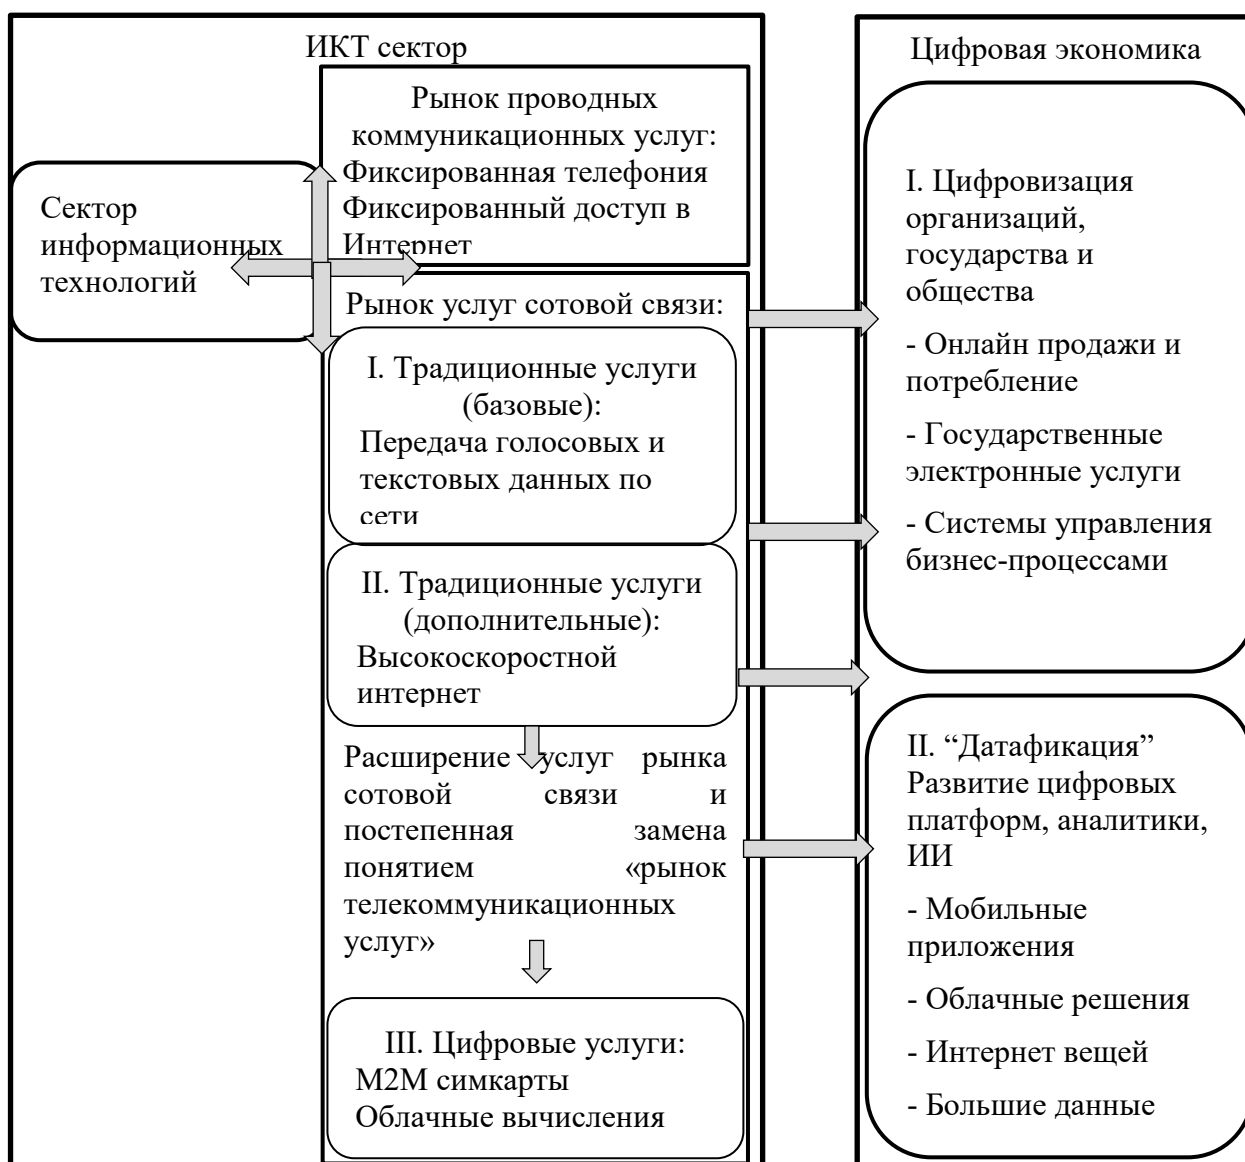 ИКТ сектор
Рынок проводных
коммуникационных услуг:
Фиксированная телефония
Фиксированный доступ в
Интернет
Сектор
информационных
технологий
Рынок услуг сотовой связи:
I. Традиционные услуги
(базовые):
Передача голосовых и
текстовых данных по
сети
II. Традиционные услуги
(дополнительные):
Высокоскоростной
интернет
Расширение услуг рынка
сотовой связи и
постепенная замена
понятием «рынок
телекоммуникационных
услуг»
III. Цифровые услуги:
M2M симкарты
Облачные вычисления
Цифровая экономика
I. Цифровизация
организаций,
государства и
общества
- Онлайн продажи и
потребление
- Государственные
электронные услуги
- Системы управления
бизнес-процессами
II. “Датафикация”
Развитие цифровых
платформ, аналитики,
ИИ
- Мобильные
приложения
- Облачные решения
- Интернет вещей
- Большие данные